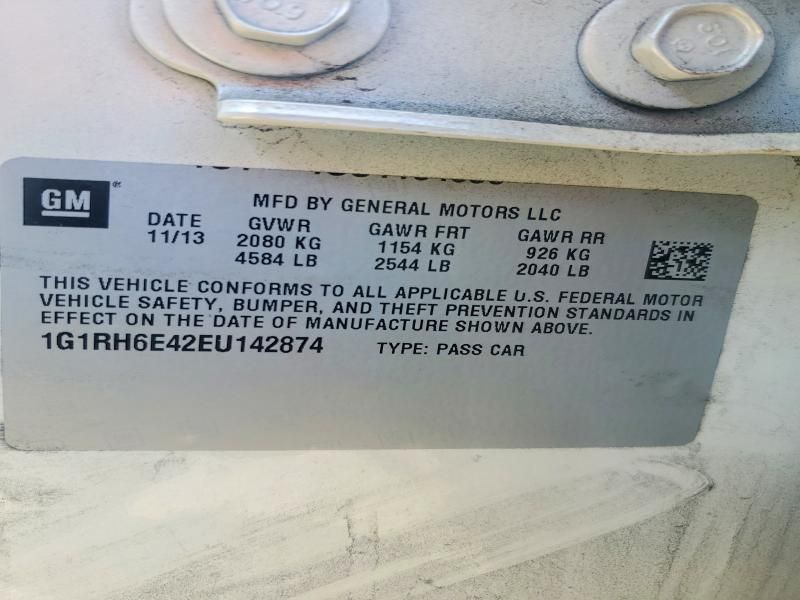 GM
MFD BY GENERAL MOTORS LLC
DATE GVWR GAWR FRT GAWR RR
11/13 2080 KG 1154 KG 926 KG
4584 LB 2544 LB 2040 LB
THIS VEHICLE CONFORMS TO ALL APPLICABLE U.S. FEDERAL MOTOR
VEHICLE SAFETY, BUMPER, AND THEFT PREVENTION STANDARDS IN
EFFECT ON THE DATE OF MANUFACTURE SHOWN ABOVE.
1G1RH6E42EU142874 TYPE: PASS CAR